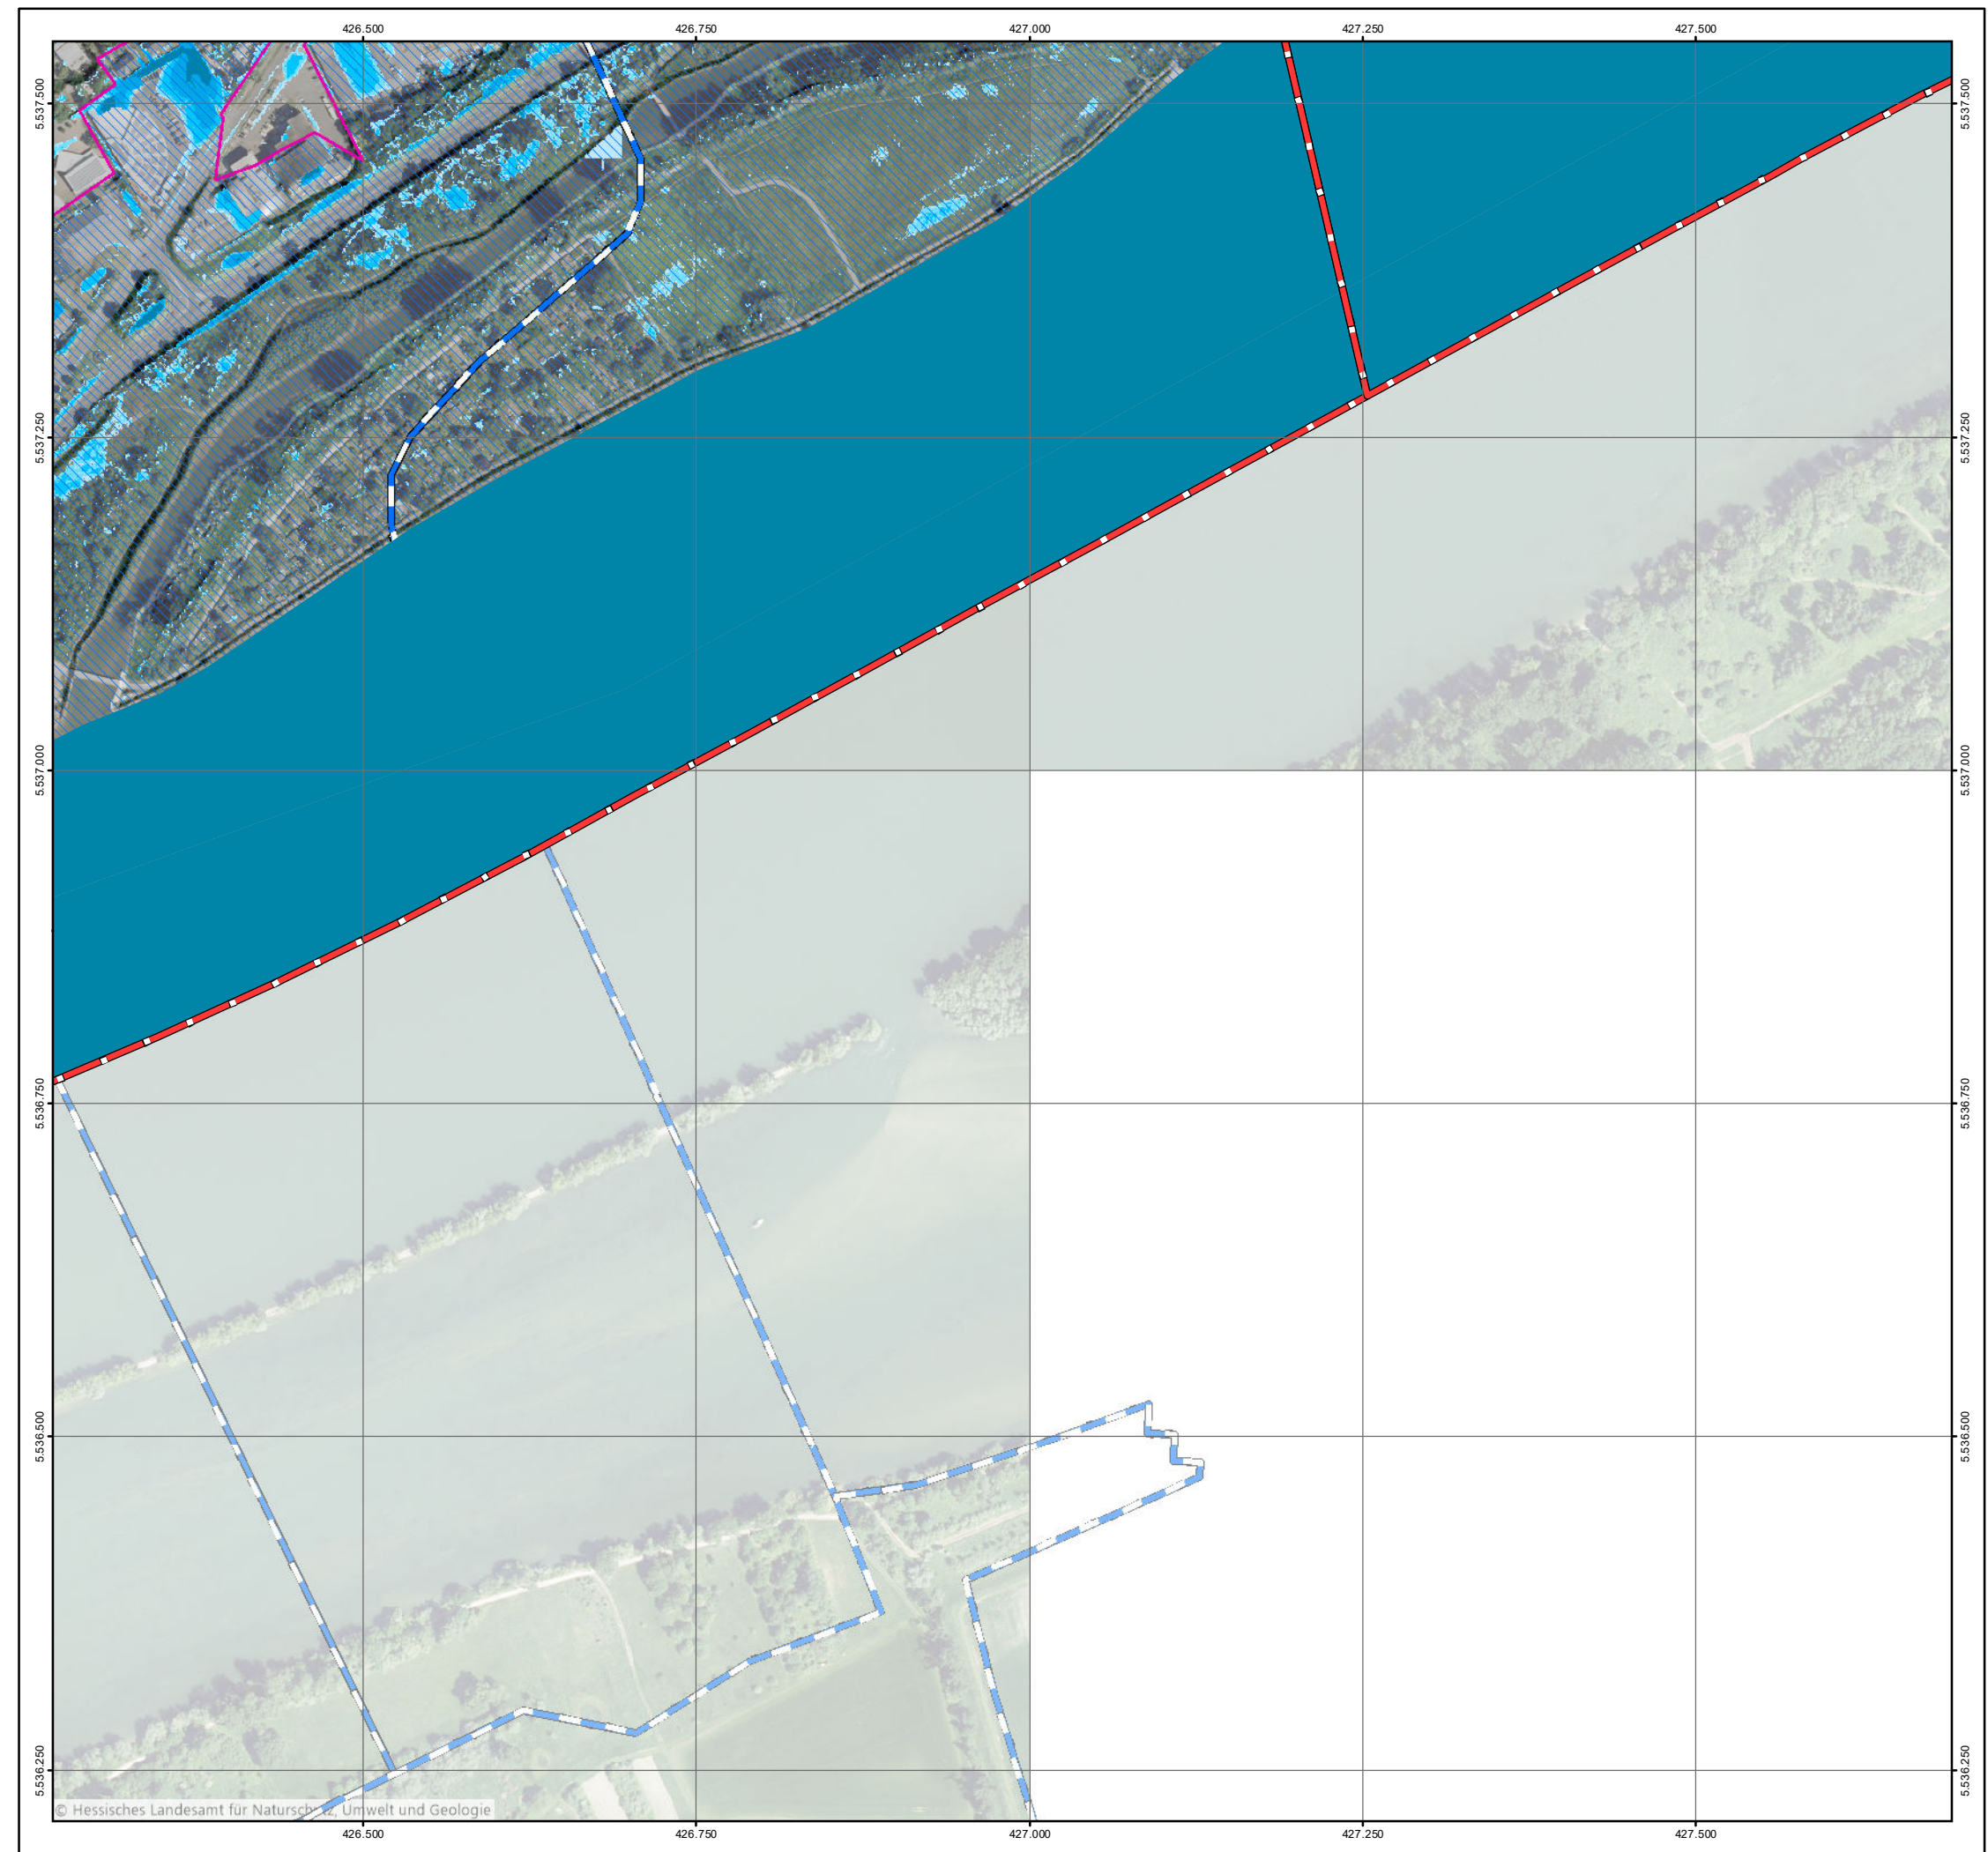 426.500 426.750 427.000 427.250 427.500
5.537.500 5.537.500
5.537.250 5.537.250
5.537.000 5.537.000
5.536.750 5.536.750
5.536.500 5.536.500
5.536.250 5.536.250
© Hessisches Landesamt für Naturschutz, Umwelt und Geologie
426.500 426.750 427.000 427.250 427.500